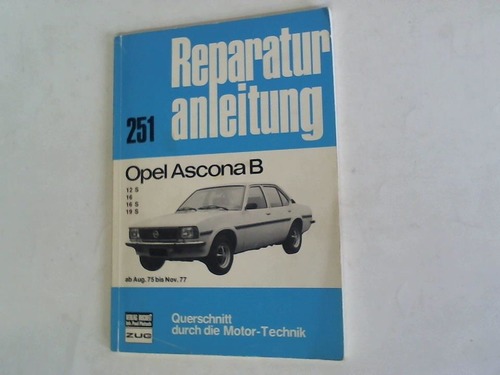 Reparatur
251 anleitung
Opel Ascona B
12 S
16
16 S
19 S
ab Aug. 75 bis Nov. 77
Querschnitt
durch die Motor-Technik
ZUG